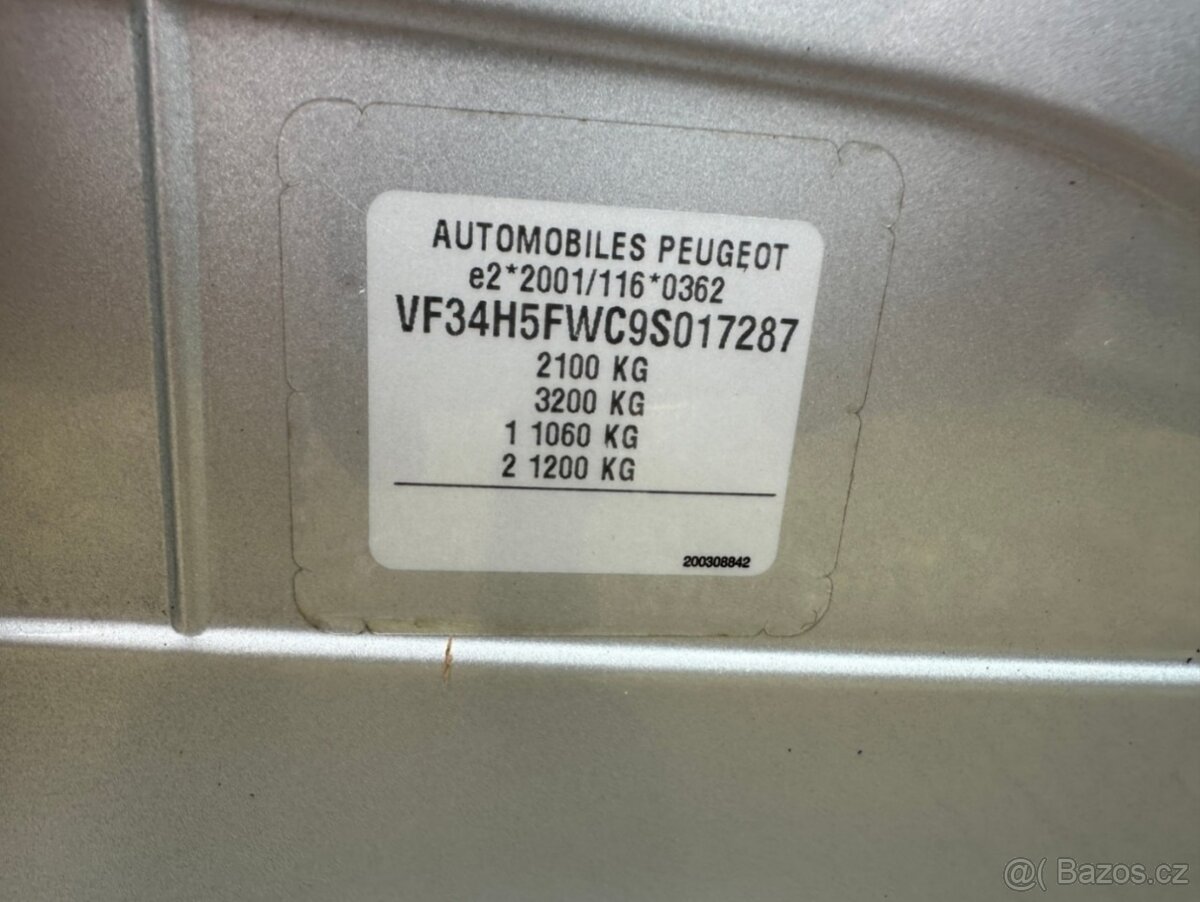 AUTOMOBILES PEUGEOT
e2*2001/116*0362
VF34H5FWC9S017287
2100 KG
3200 KG
1 1060 KG
2 1200 KG
200308842
@( Bazos.cz